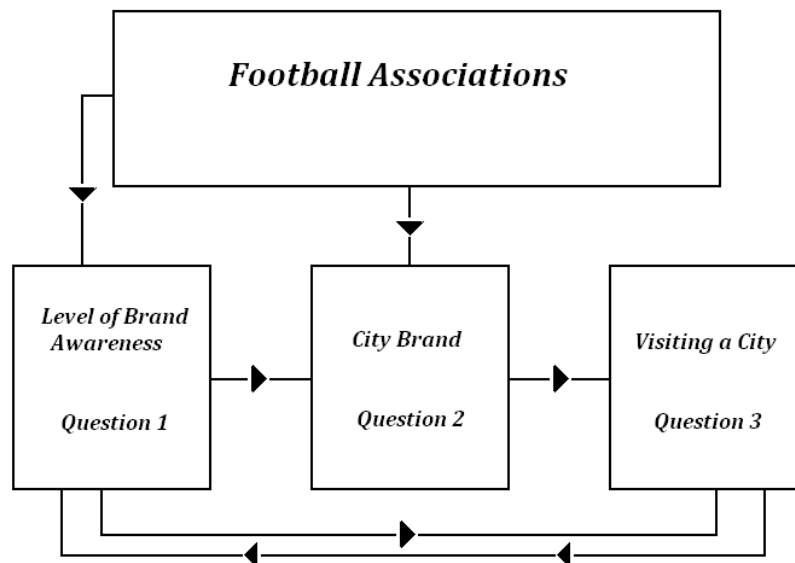 Football Associations
Level of Brand
Awareness
Question 1
City Brand
Question 2
Visiting a City
Question 3